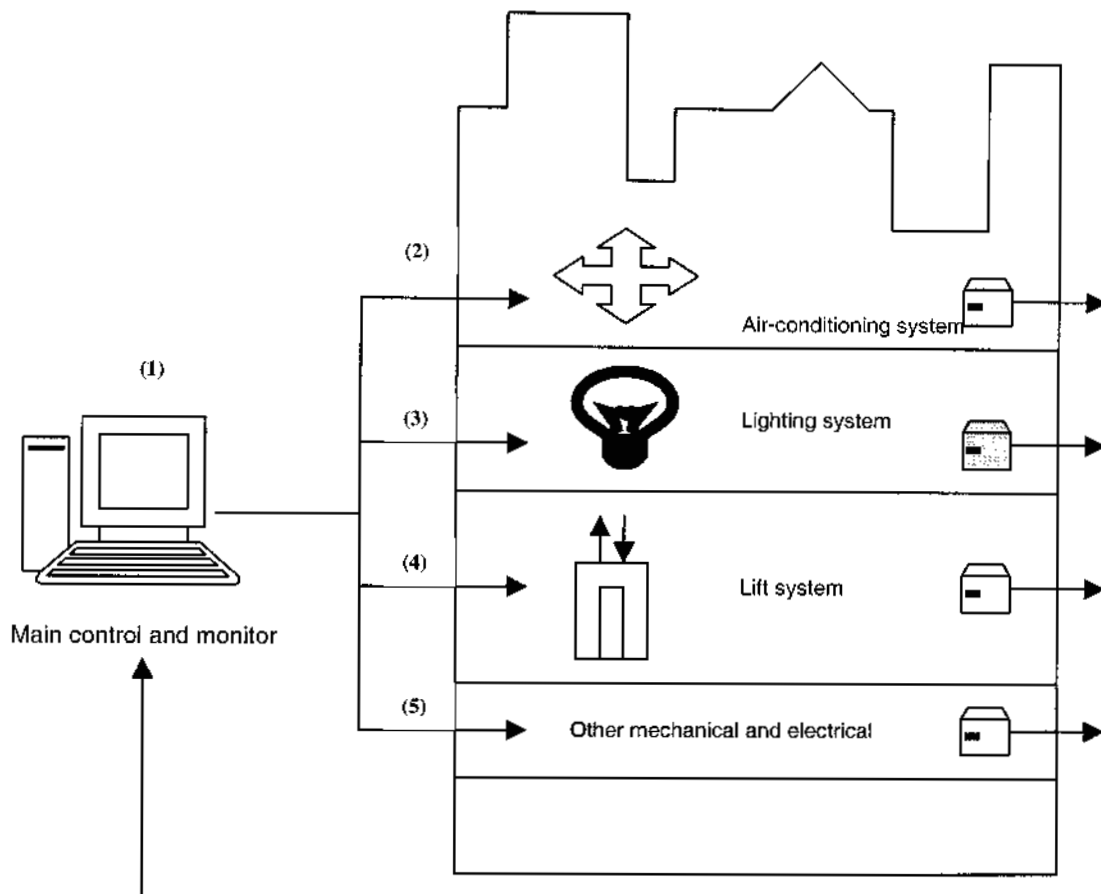 (2)
Air-conditioning system
(1)
(3)
Lighting system
(4)
Lift system
Main control and monitor
(5)
Other mechanical and electrical